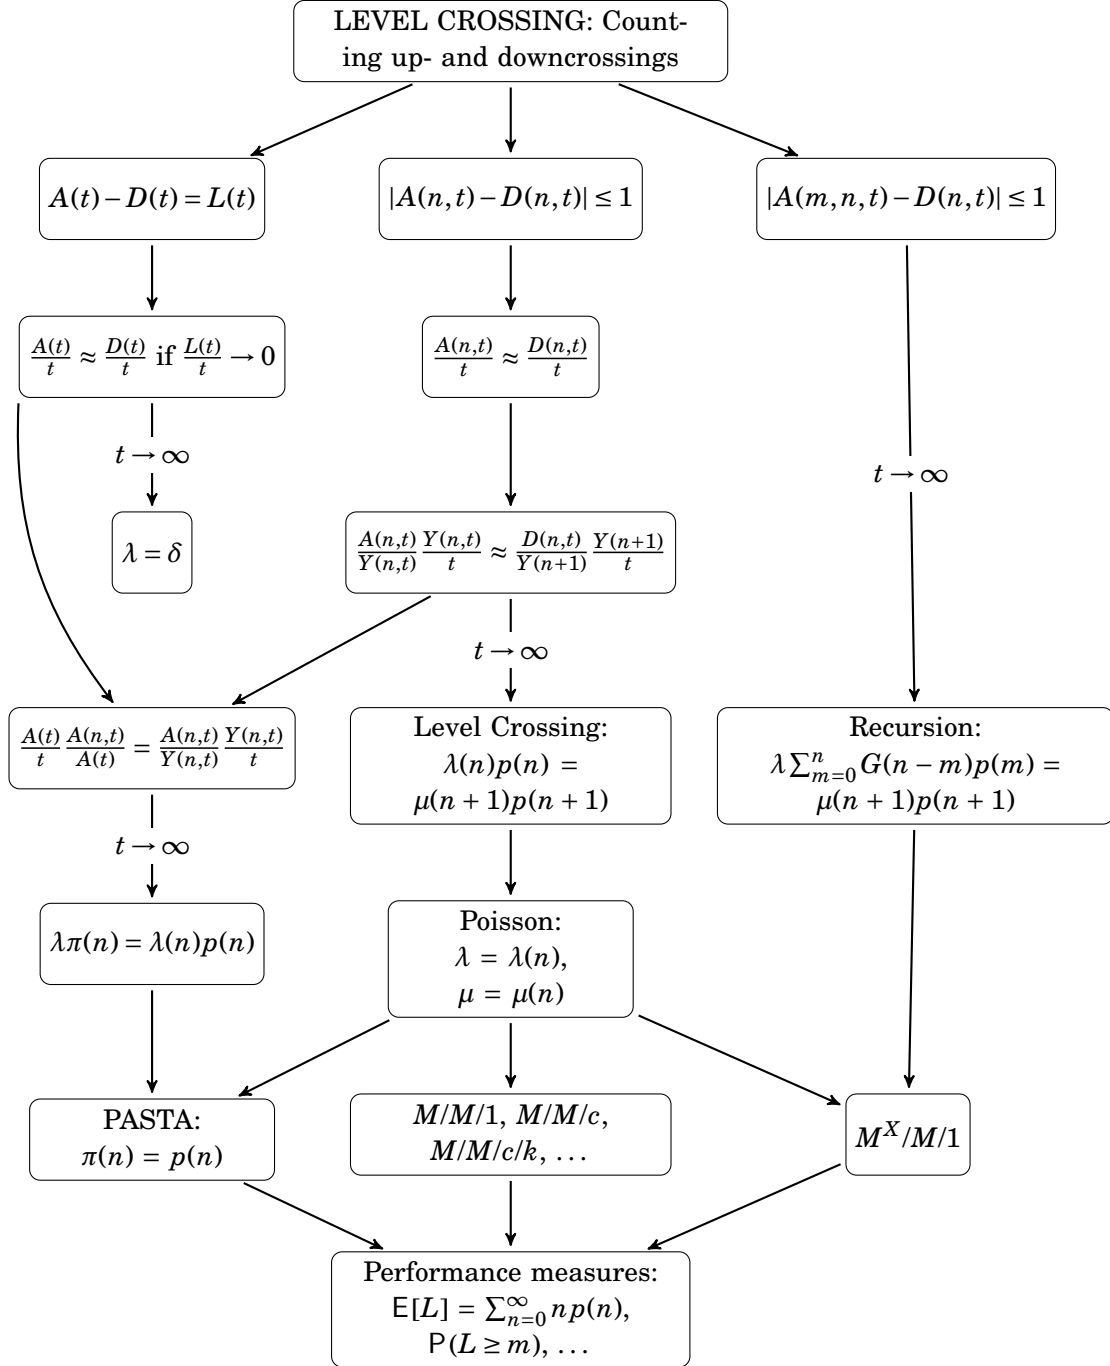 LEVEL CROSSING: Count-
ing up- and downcrossings
A(t) − D(t) = L(t)
|A(n, t) − D(n, t)| ≤ 1
|A(m, n, t) − D(n, t)| ≤ 1
A(t)/t ≈ D(t)/t if L(t)/t → 0
A(n,t)/t ≈ D(n,t)/t
t → ∞
t → ∞
λ = δ
A(n,t)/Y(n,t) Y(n,t)/t ≈ D(n,t)/Y(n+1) Y(n+1)/t
t → ∞
A(t)/t A(n,t)/A(t) = A(n,t)/Y(n,t) Y(n,t)/t
Level Crossing:
λ(n)p(n) =
μ(n + 1)p(n + 1)
Recursion:
λ∑_{m=0}^{n} G(n − m)p(m) =
μ(n + 1)p(n + 1)
t → ∞
λπ(n) = λ(n)p(n)
Poisson:
λ = λ(n),
μ = μ(n)
PASTA:
π(n) = p(n)
M/M/1, M/M/c,
M/M/c/k, …
M^X/M/1
Performance measures:
E[L] = ∑_{n=0}^{∞} n p(n),
P(L ≥ m), …